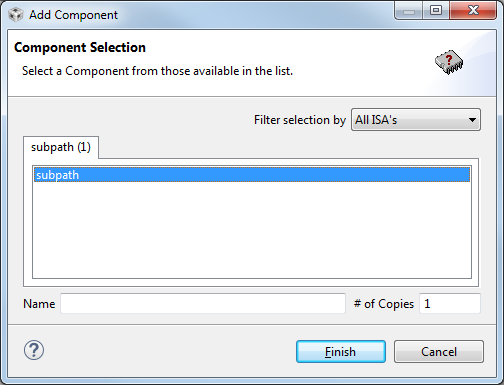 Add Component
Component Selection
Select a Component from those available in the list.
?
Filter selection by All ISA's
subpath (1)
subpath
Name # of Copies 1
? Finish Cancel